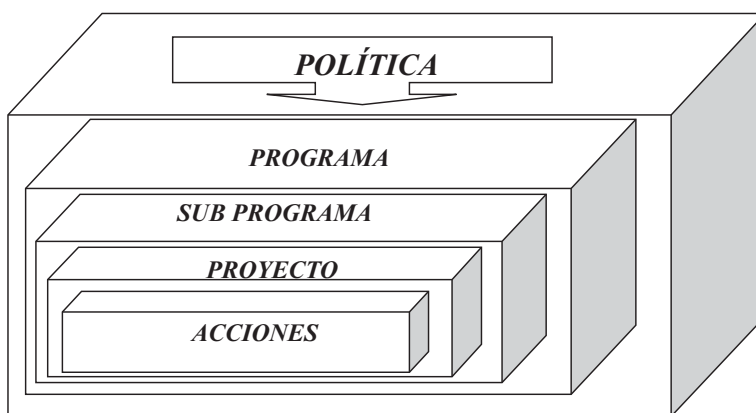 POLÍTICA
PROGRAMA
SUB PROGRAMA
PROYECTO
ACCIONES